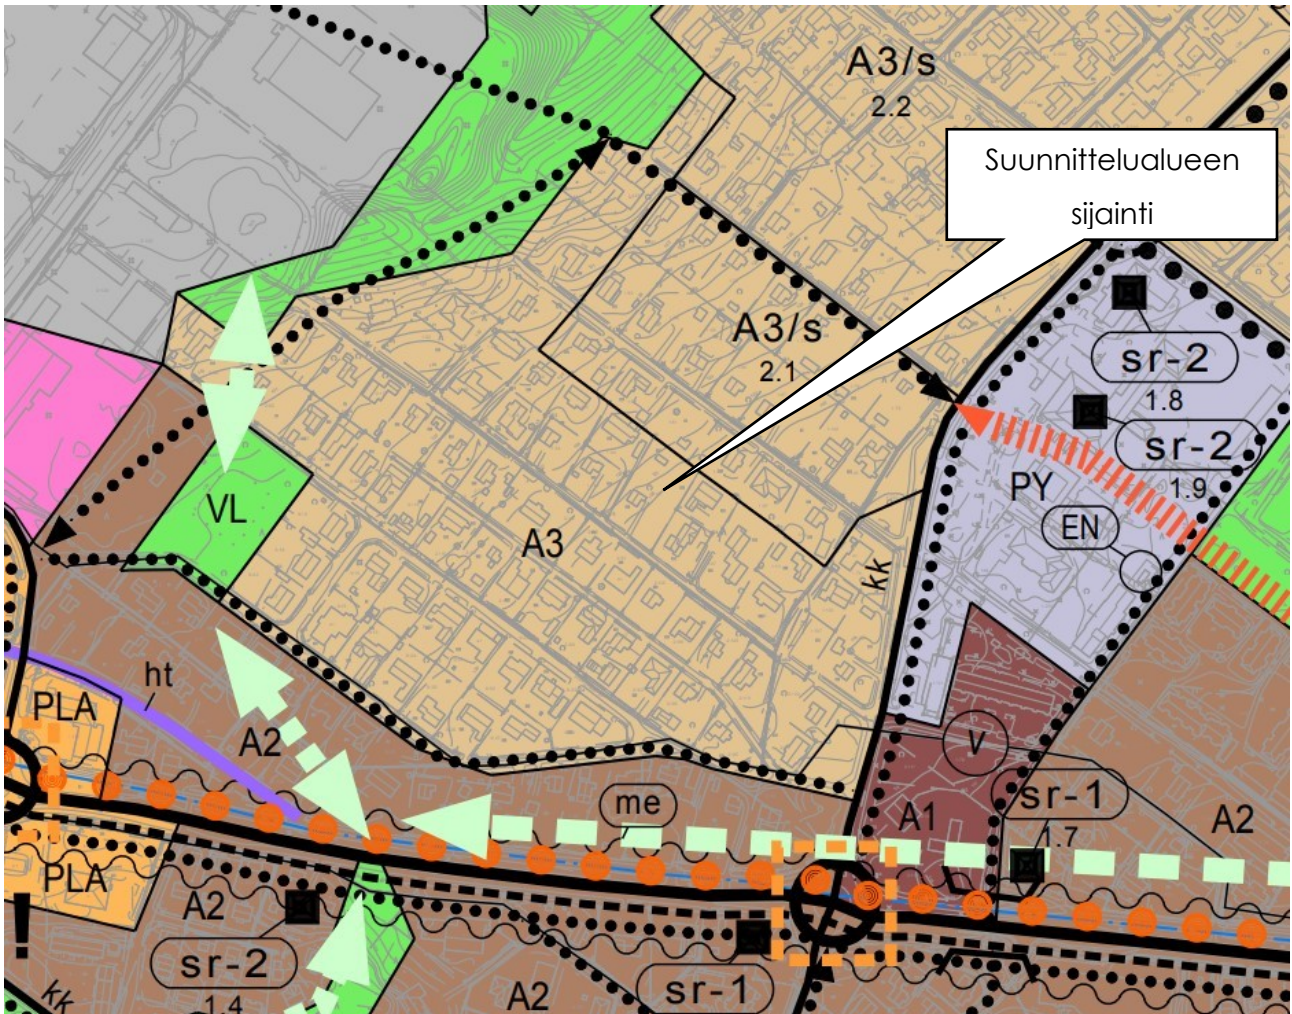 A3/s
2.2
Suunnittelualueen
sijainti
A3/s
2.1
sr-2
1.8
sr-2
1.9
PY
EN
VL
A3
kk
ht
PLA
A2
V
me
sr-1
1.7
A1
A2
PLA
A2
!
sr-2
1.4
kk
A2
sr-1